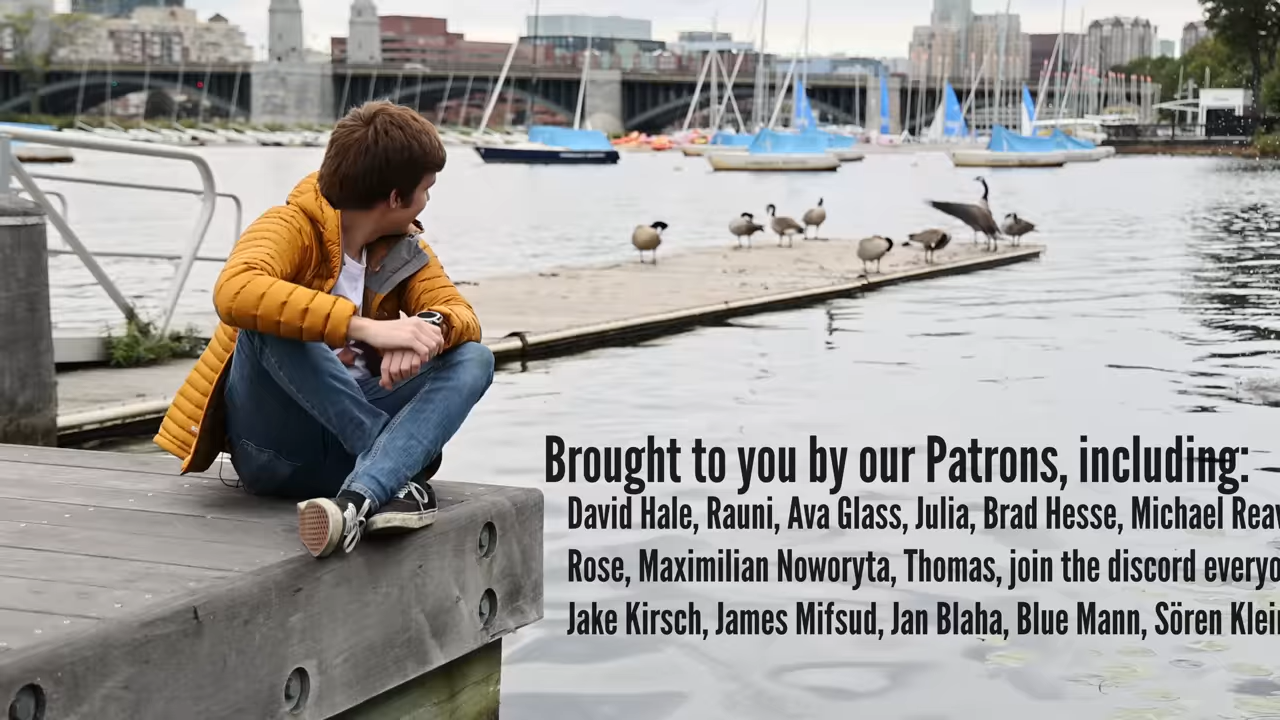 Brought to you by our Patrons, including:
David Hale, Rauni, Ava Glass, Julia, Brad Hesse, Michael
Rose, Maximilian Noworyta, Thomas, join the discord
Jake Kirsch, James Mifsud, Jan Blaha, Blue Mann, Sören